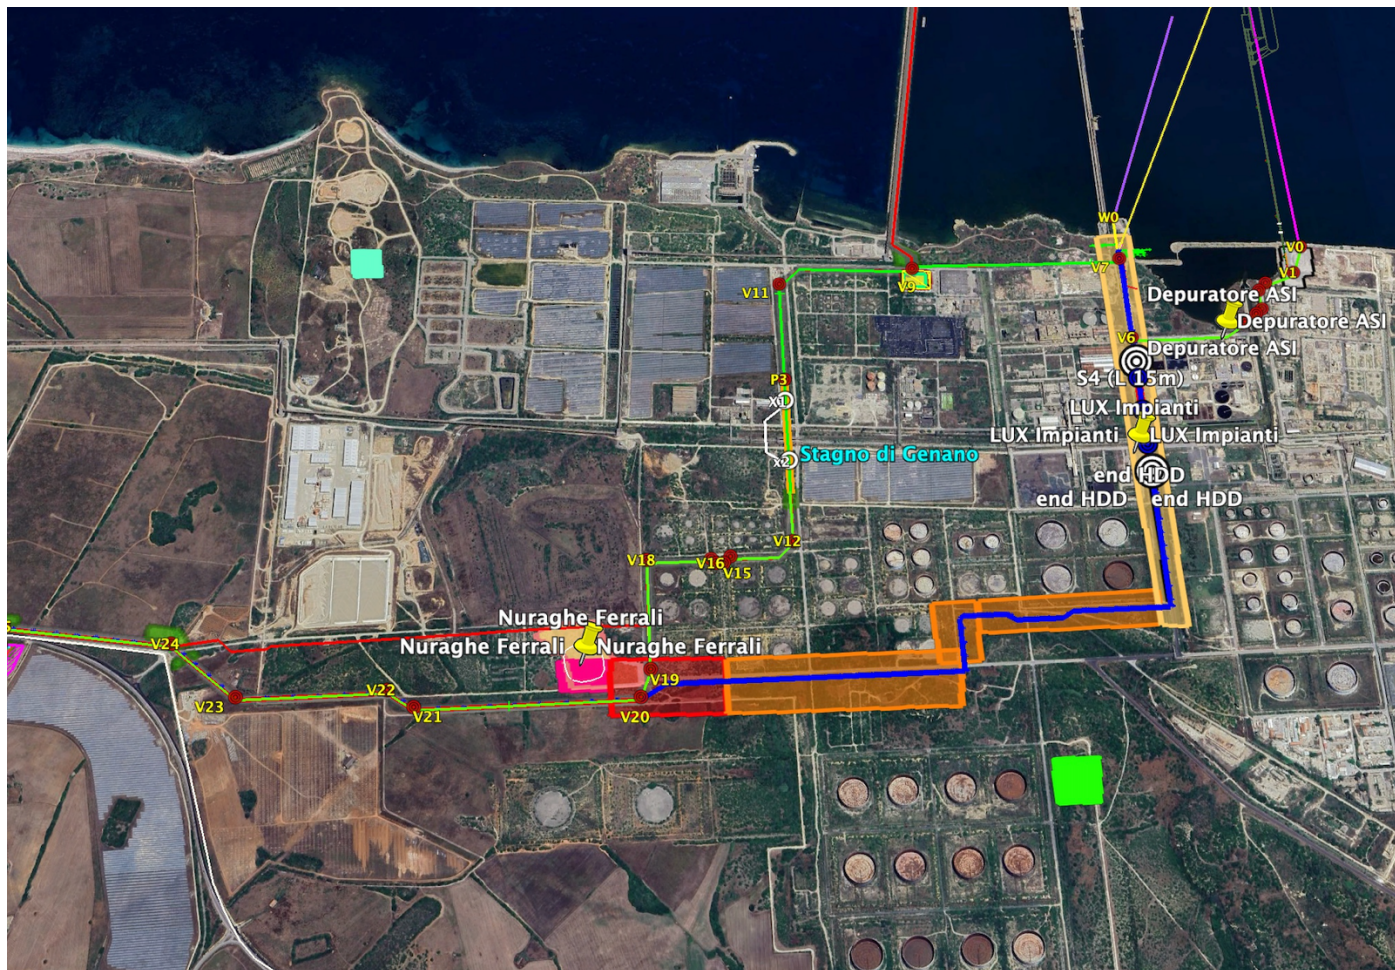 W0
V0
V7
V1
V9
V11
Depuratore ASI
Depuratore ASI
V6
Depuratore ASI
P3
S4 (L 15m)
x1
LUX Impianti
LUX Impianti
LUX Impianti
x2
Stagno di Genano
end HDD
end HDD
end HDD
V12
V18
V16
V15
Nuraghe Ferrali
V24
Nuraghe Ferrali
Nuraghe Ferrali
V19
V22
V23
V21
V20